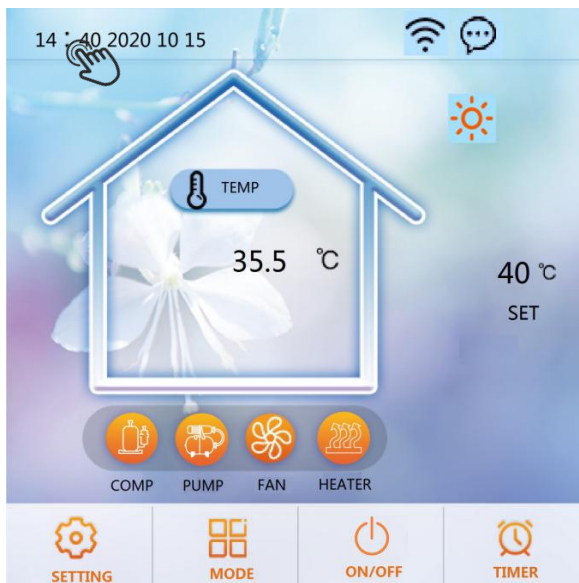 14:40 2020 10 15
TEMP
35.5 ℃
40 ℃
SET
COMP PUMP FAN HEATER
SETTING MODE ON/OFF TIMER